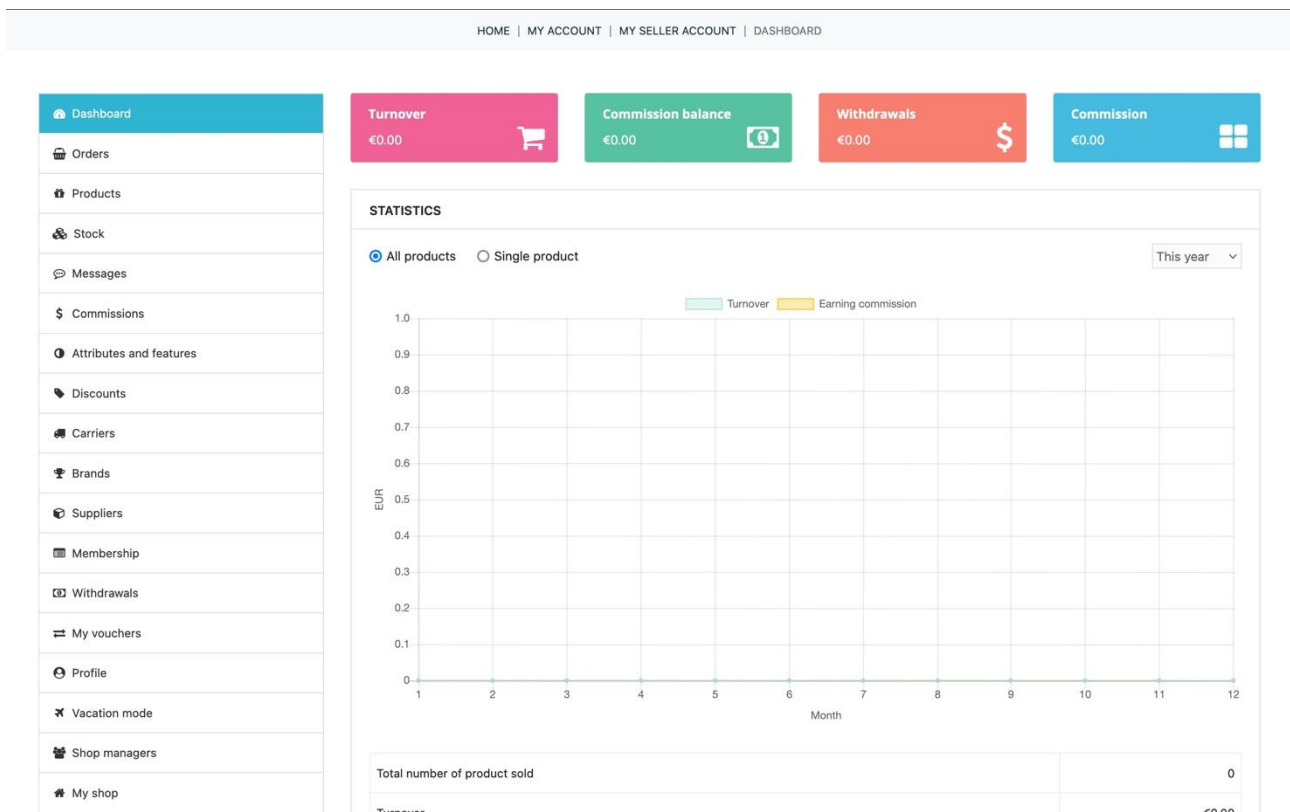 HOME | MY ACCOUNT | MY SELLER ACCOUNT | DASHBOARD
Dashboard
Orders
Products
Stock
Messages
Commissions
Attributes and features
Discounts
Carriers
Brands
Suppliers
Membership
Withdrawals
My vouchers
Profile
Vacation mode
Shop managers
My shop
Turnover
€0.00
Commission balance
€0.00
Withdrawals
€0.00
Commission
€0.00
STATISTICS
All products Single product
This year
Turnover Earning commission
1.0
0.9
0.8
0.7
0.6
0.5
0.4
0.3
0.2
0.1
0
EUR
1 2 3 4 5 6 7 8 9 10 11 12
Month
Total number of product sold 0
Turnover €0.00